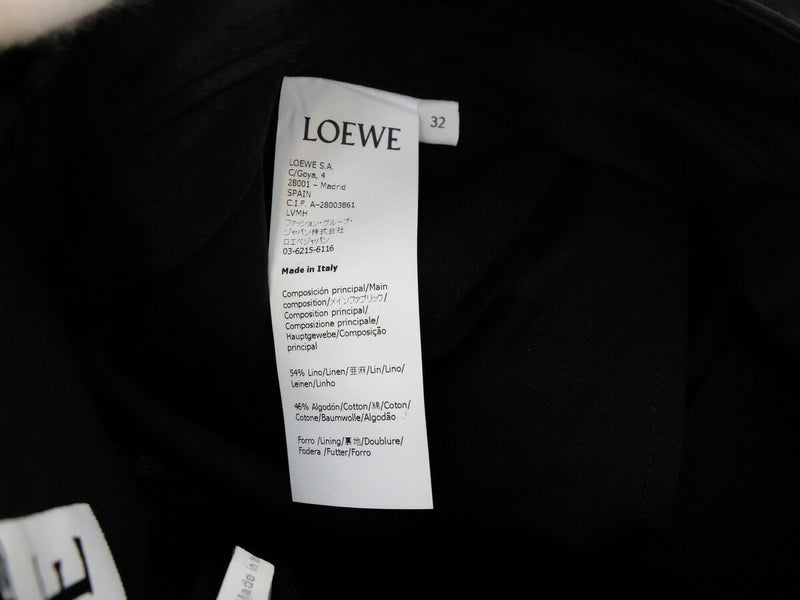 LOEWE
32
LOEWE S.A.
C/Goya, 4
28001 – Madrid
SPAIN
C.I.F. A-28003861
LVMH
ファッション・グループ・
ジャパン株式会社
ロエベジャパン
03-6215-6116
Made in Italy
Composición principal/Main
composition/メインファブリック/
Composition principal/
Composizione principale/
Hauptgewebe/Composição
principal
54% Lino/Linen/亜麻/Lin/Lino/
Leinen/Linho
46% Algodón/Cotton/綿/Coton/
Cotone/Baumwolle/Algodão
Forro /Lining/裏地/Doublure/
Fodera /Futter/Forro
Made in